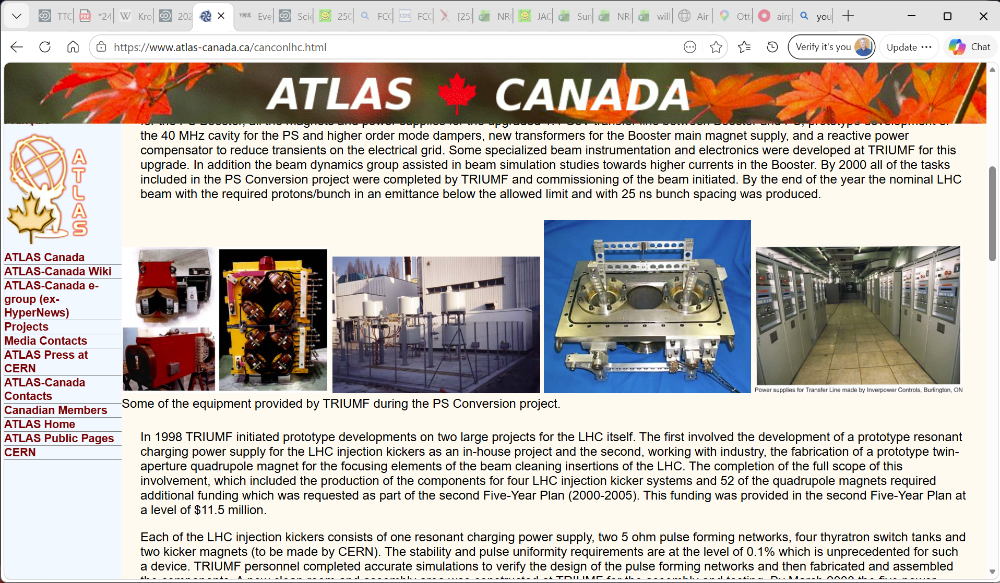 TTC
*24
Kro
202
Eve
Scie
250
FCC
FCC
[25
NR
JAC
Sun
NR
will
Air
Ott
airp
you
https://www.atlas-canada.ca/canconlhc.html
Verify it's you
Update
Chat
ATLAS CANADA
ATLAS
the 40 MHz cavity for the PS and higher order mode dampers, new transformers for the Booster main magnet supply, and a reactive power
compensator to reduce transients on the electrical grid. Some specialized beam instrumentation and electronics were developed at TRIUMF for this
upgrade. In addition the beam dynamics group assisted in beam simulation studies towards higher currents in the Booster. By 2000 all of the tasks
included in the PS Conversion project were completed by TRIUMF and commissioning of the beam initiated. By the end of the year the nominal LHC
beam with the required protons/bunch in an emittance below the allowed limit and with 25 ns bunch spacing was produced.
ATLAS Canada
ATLAS-Canada Wiki
ATLAS-Canada e-
group (ex-
HyperNews)
Projects
Media Contacts
ATLAS Press at
CERN
ATLAS-Canada
Contacts
Canadian Members
ATLAS Home
ATLAS Public Pages
CERN
Power supplies for Transfer Line made by Inverpower Controls, Burlington, ON
Some of the equipment provided by TRIUMF during the PS Conversion project.
In 1998 TRIUMF initiated prototype developments on two large projects for the LHC itself. The first involved the development of a prototype resonant
charging power supply for the LHC injection kickers as an in-house project and the second, working with industry, the fabrication of a prototype twin-
aperture quadrupole magnet for the focusing elements of the beam cleaning insertions of the LHC. The completion of the full scope of this
involvement, which included the production of the components for four LHC injection kicker systems and 52 of the quadrupole magnets required
additional funding which was requested as part of the second Five-Year Plan (2000-2005). This funding was provided in the second Five-Year Plan at
a level of $11.5 million.
Each of the LHC injection kickers consists of one resonant charging power supply, two 5 ohm pulse forming networks, four thyratron switch tanks and
two kicker magnets (to be made by CERN). The stability and pulse uniformity requirements are at the level of 0.1% which is unprecedented for such
a device. TRIUMF personnel completed accurate simulations to verify the design of the pulse forming networks and then fabricated and assembled